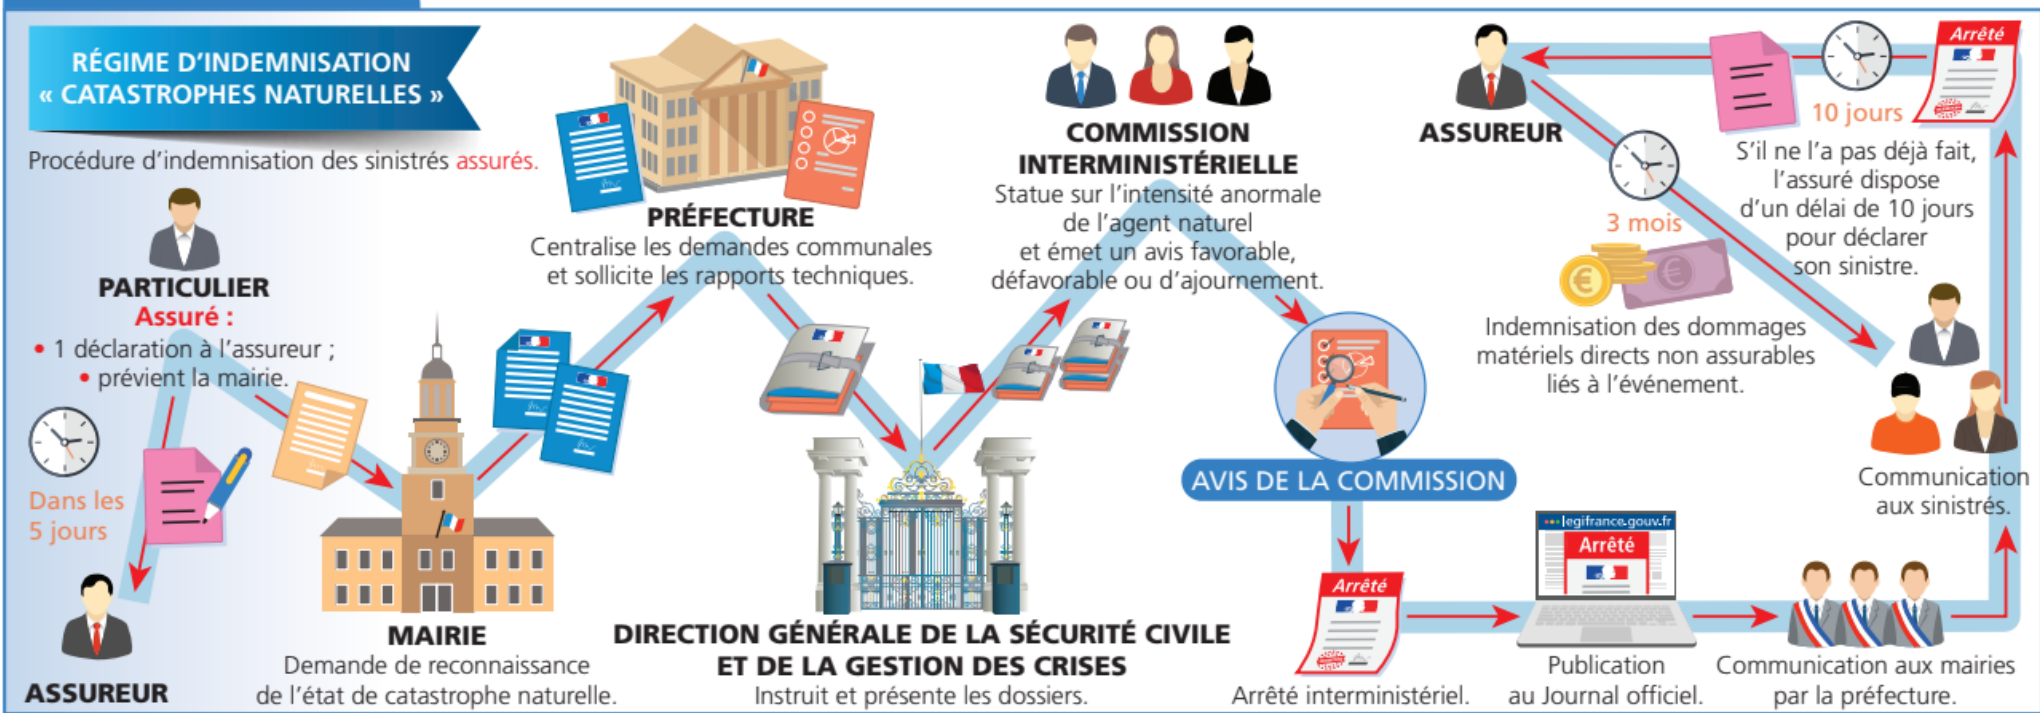 RÉGIME D'INDEMNISATION
« CATASTROPHES NATURELLES »
Procédure d'indemnisation des sinistrés assurés.
PARTICULIER
Assuré :
• 1 déclaration à l'assureur ;
• prévient la mairie.
Dans les
5 jours
ASSUREUR
MAIRIE
Demande de reconnaissance
de l'état de catastrophe naturelle.
PRÉFECTURE
Centralise les demandes communales
et sollicite les rapports techniques.
DIRECTION GÉNÉRALE DE LA SÉCURITÉ CIVILE
ET DE LA GESTION DES CRISES
Instruit et présente les dossiers.
COMMISSION
INTERMINISTÉRIELLE
Statue sur l'intensité anormale
de l'agent naturel
et émet un avis favorable,
défavorable ou d'ajournement.
AVIS DE LA COMMISSION
Arrêté
Arrêté interministériel.
legifrance.gouv.fr
Arrêté
Publication
au Journal officiel.
Communication aux mairies
par la préfecture.
Communication
aux sinistrés.
Arrêté
10 jours
S'il ne l'a pas déjà fait,
l'assuré dispose
d'un délai de 10 jours
pour déclarer
son sinistre.
ASSUREUR
3 mois
Indemnisation des dommages
matériels directs non assurables
liés à l'événement.